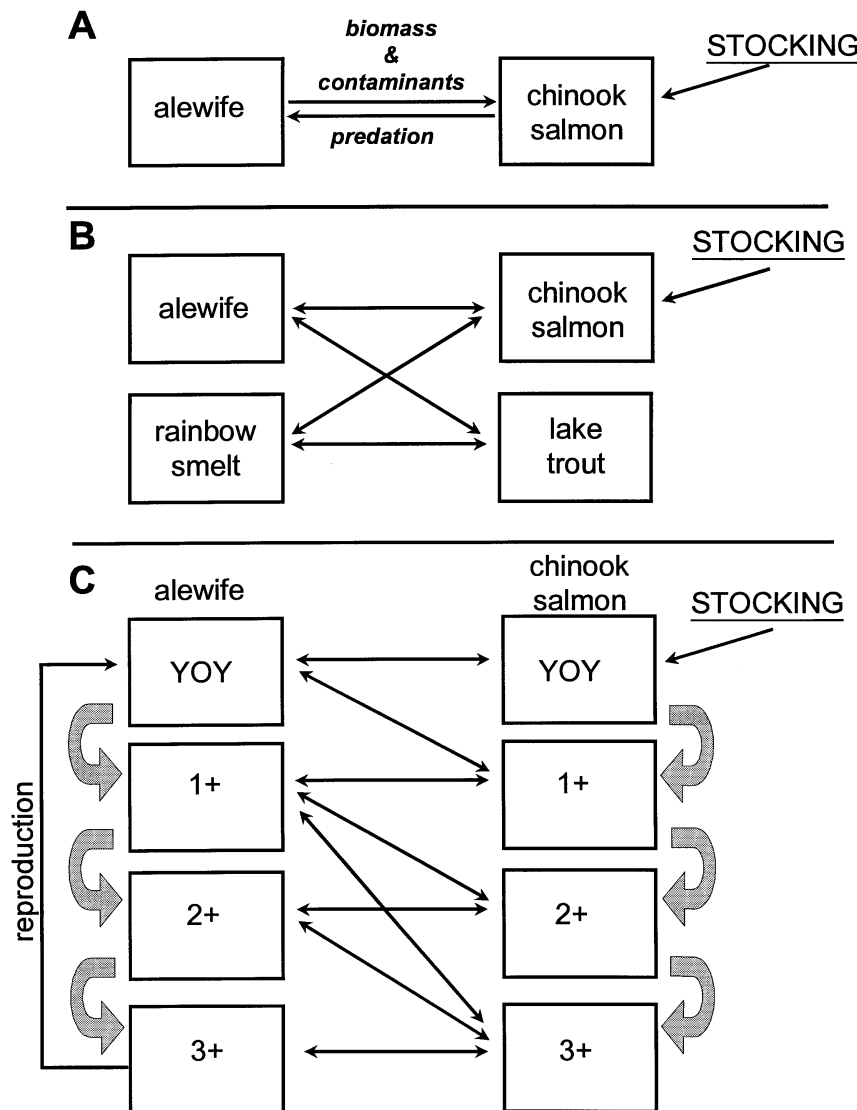 A
biomass
&
contaminants
STOCKING
alewife
chinook
salmon
predation
B
STOCKING
alewife
chinook
salmon
rainbow
smelt
lake
trout
C
alewife
chinook
salmon
STOCKING
YOY
YOY
1+
1+
reproduction
2+
2+
3+
3+